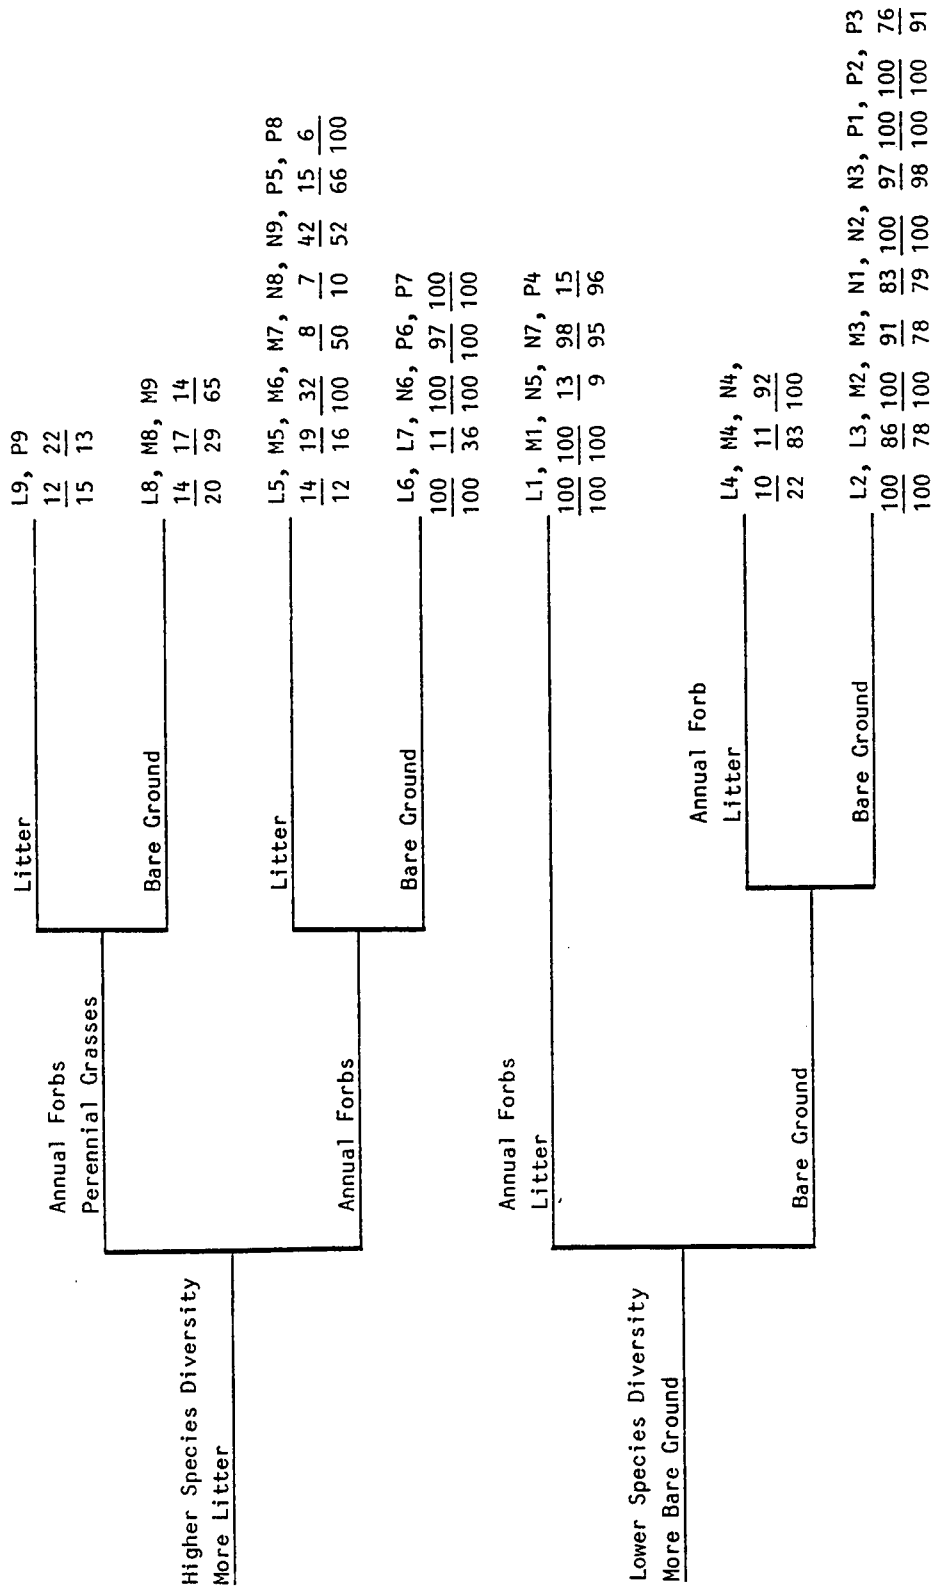 Litter
L9, P9
12 22
15 13
Annual Forbs
Perennial Grasses
Bare Ground
L8, M8, M9
14 17 14
20 29 65
Higher Species Diversity
More Litter
Litter
L5, M5, M6, M7, N8, N9, P5, P8
14 19 32 8 7 42 15 6
12 16 100 50 10 52 66 100
Annual Forbs
Bare Ground
L6, L7, N6, P6, P7
100 11 100 97 100
100 36 100 100 100
Annual Forbs
Litter
L1, M1, N5, N7, P4
100 100 13 98 15
100 100 9 95 96
Lower Species Diversity
More Bare Ground
Annual Forb
Litter
L4, M4, N4,
10 11 92
22 83 100
Bare Ground
Bare Ground
L2, L3, M2, M3, N1, N2, N3, P1, P2, P3
100 86 100 91 83 100 97 100 100 76
100 78 100 78 79 100 98 100 100 91